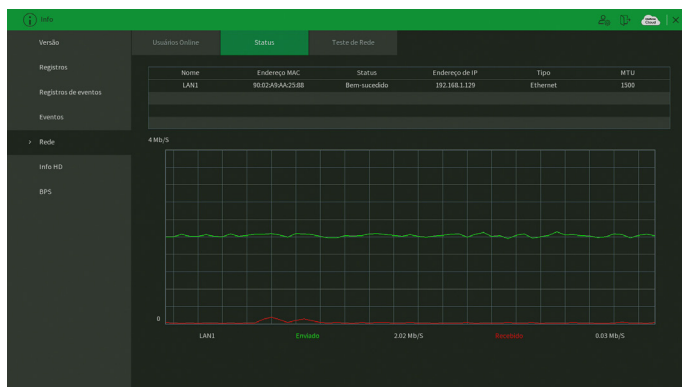 Info
Intelbras Cloud
Versão
Registros
Registros de eventos
Eventos
Rede
Info HD
BPS
Usuários Online Status Teste de Rede
Nome Endereço MAC Status Endereço de IP Tipo MTU
LAN1 90:02:A9:AA:25:88 Bem-sucedido 192.168.1.129 Ethernet 1500
4 Mb/S
0
LAN1 Enviado 2.02 Mb/S Recebido 0.03 Mb/S